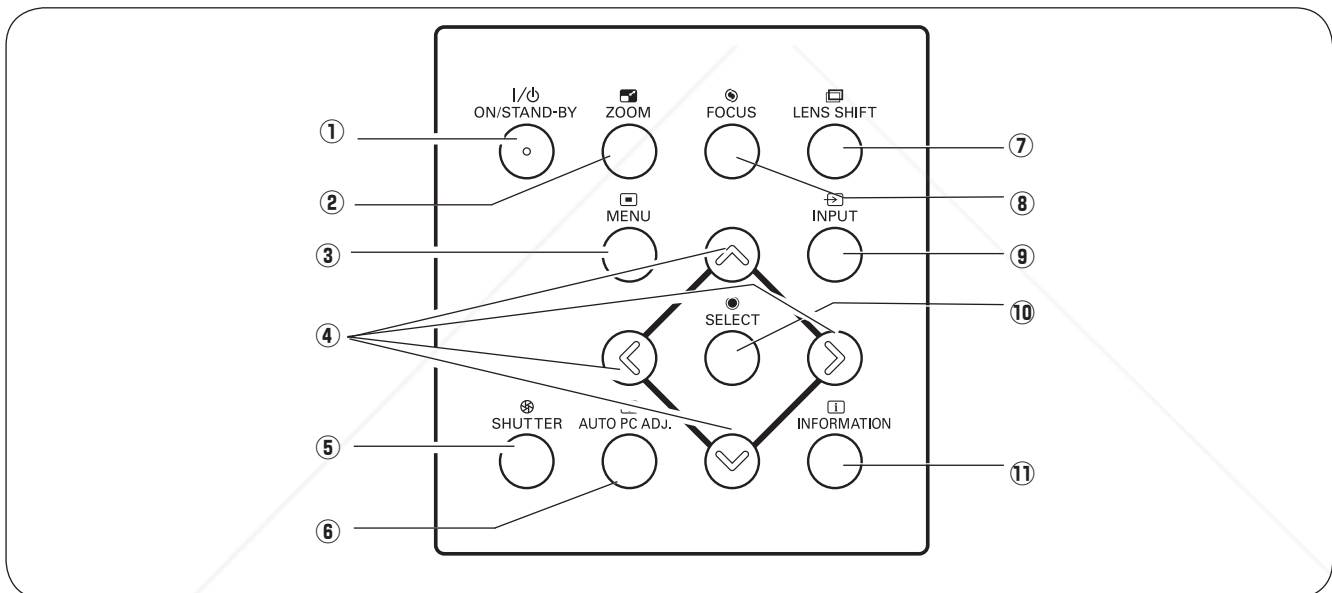 ON/STAND-BY
ZOOM
FOCUS
LENS SHIFT
①
⑦
②
⑧
MENU
INPUT
③
⑨
SELECT
⑩
④
SHUTTER
AUTO PC ADJ.
INFORMATION
⑤
⑪
⑥